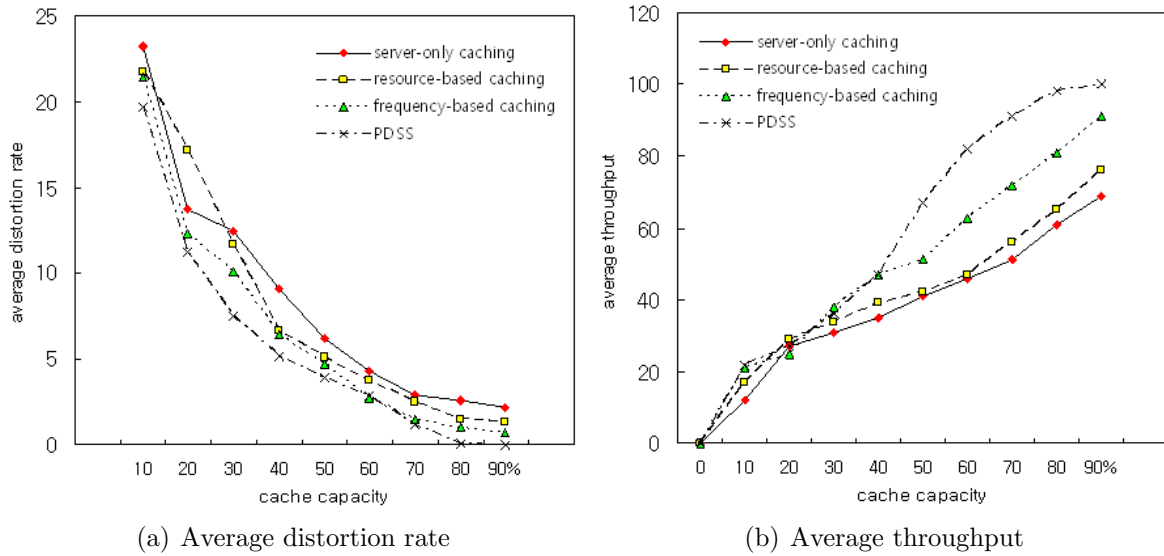 25
20
15
10
5
0
average distortion rate
server-only caching
resource-based caching
frequency-based caching
PDSS
10 20 30 40 50 60 70 80 90%
cache capacity
(a) Average distortion rate
120
100
80
60
40
20
0
average throughput
server-only caching
resource-based caching
frequency-based caching
PDSS
0 10 20 30 40 50 60 70 80 90%
cache capacity
(b) Average throughput